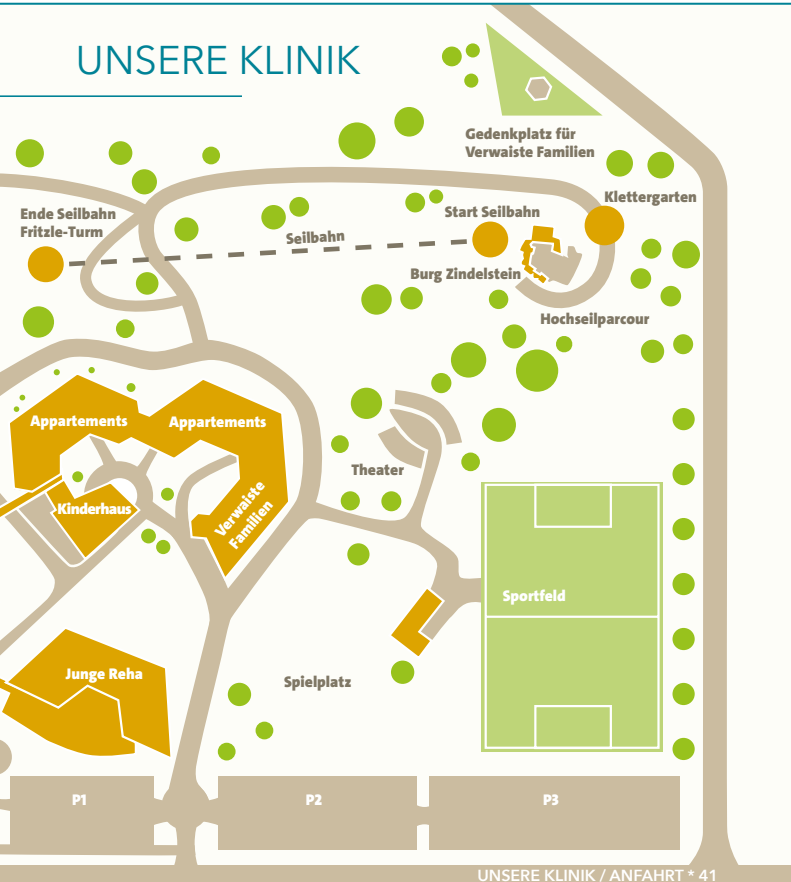 UNSERE KLINIK
Gedenkplatz für
Verwaiste Familien
Klettergarten
Ende Seilbahn
Fritzle-Turm
Start Seilbahn
Seilbahn
Burg Zindelstein
Hochseilparcour
Appartements
Appartements
Theater
Kinderhaus
Verwaiste
Familien
Sportfeld
Junge Reha
Spielplatz
P1
P2
P3
UNSERE KLINIK / ANFAHRT * 41